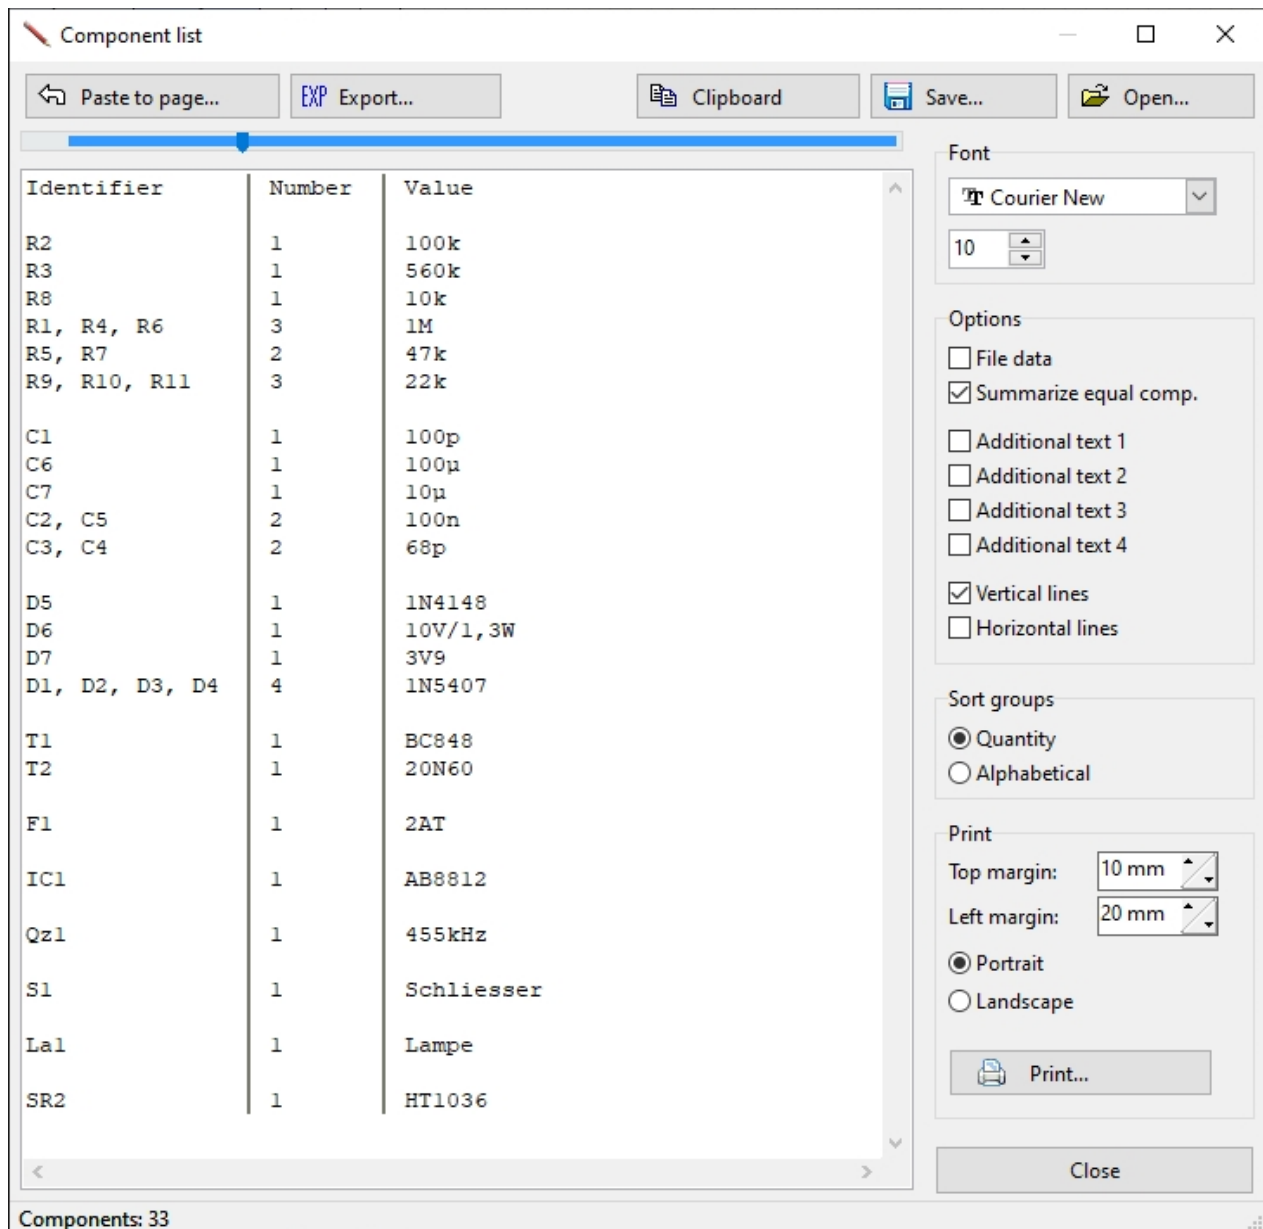 Component list
Paste to page... EXP Export... Clipboard Save... Open...
Identifier Number Value
R2 1 100k
R3 1 560k
R8 1 10k
R1, R4, R6 3 1M
R5, R7 2 47k
R9, R10, R11 3 22k
C1 1 100p
C6 1 100µ
C7 1 10µ
C2, C5 2 100n
C3, C4 2 68p
D5 1 1N4148
D6 1 10V/1,3W
D7 1 3V9
D1, D2, D3, D4 4 1N5407
T1 1 BC848
T2 1 20N60
F1 1 2AT
IC1 1 AB8812
Qz1 1 455kHz
S1 1 Schliesser
La1 1 Lampe
SR2 1 HT1036
Font
Courier New
10
Options
File data
Summarize equal comp.
Additional text 1
Additional text 2
Additional text 3
Additional text 4
Vertical lines
Horizontal lines
Sort groups
Quantity
Alphabetical
Print
Top margin: 10 mm
Left margin: 20 mm
Portrait
Landscape
Print...
Close
Components: 33